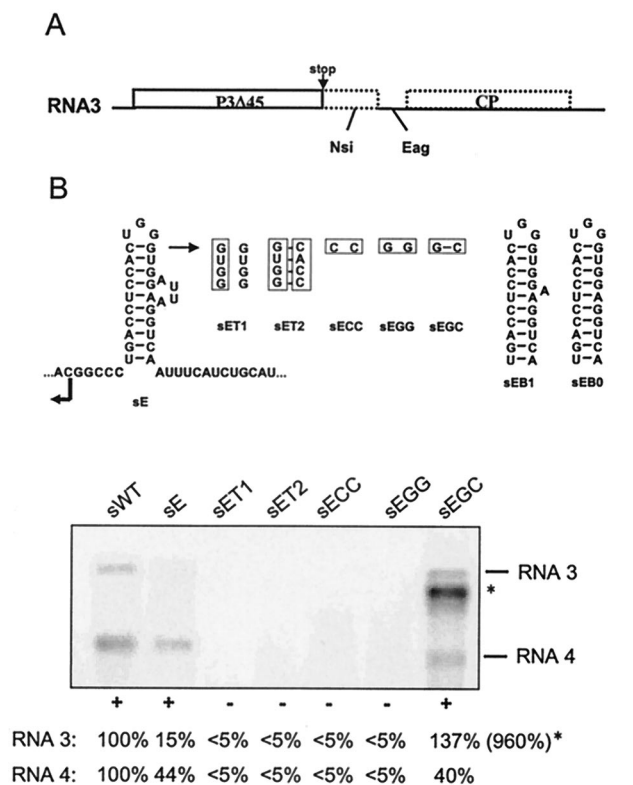 A
stop
RNA3 P3Δ45 CP
Nsi Eag
B
G
U G
sET1 sET2 sECC sEGG sEGC
sEB1 sEB0
...ACGGCCC AUUUCAUCUGCAU...
sE
sWT sE sET1 sET2 sECC sEGG sEGC
RNA 3
*
RNA 4
+ + - - - - +
RNA 3: 100% 15% <5% <5% <5% <5% 137% (960%)*
RNA 4: 100% 44% <5% <5% <5% <5% 40%